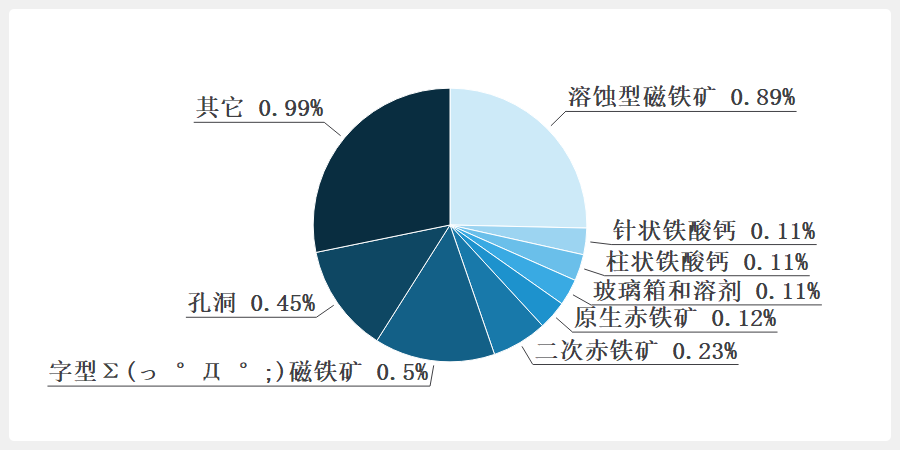 其它 0.99%
溶蚀型磁铁矿 0.89%
针状铁酸钙 0.11%
柱状铁酸钙 0.11%
玻璃箱和溶剂 0.11%
孔洞 0.45%
原生赤铁矿 0.12%
二次赤铁矿 0.23%
字型Σ(っ °Д °;)磁铁矿 0.5%